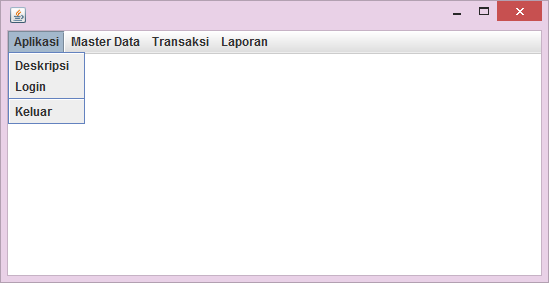 Aplikasi Master Data Transaksi Laporan
Deskripsi
Login
Keluar